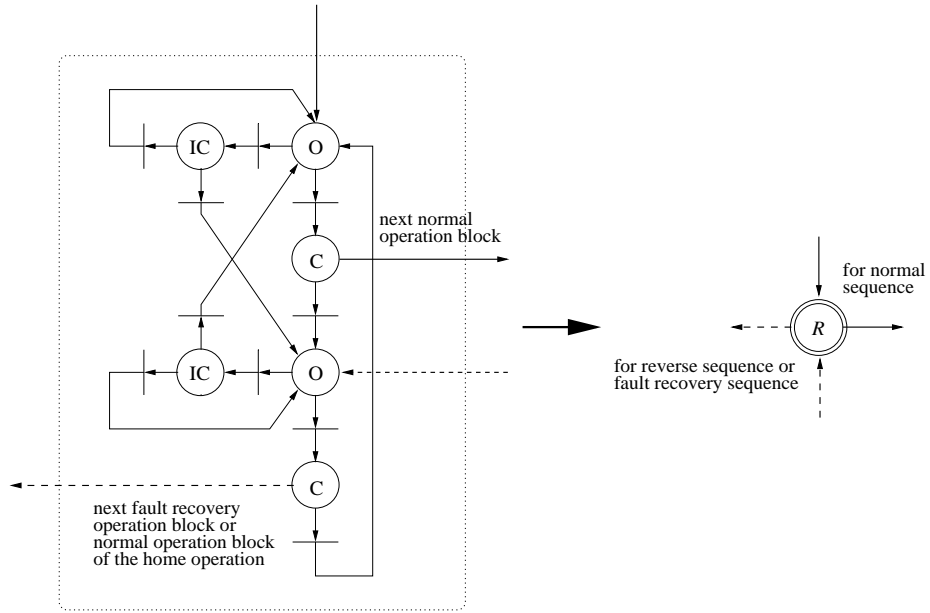 IC
O
next normal
operation block
C
for normal
sequence
R
IC
O
for reverse sequence or
fault recovery sequence
C
next fault recovery
operation block or
normal operation block
of the home operation